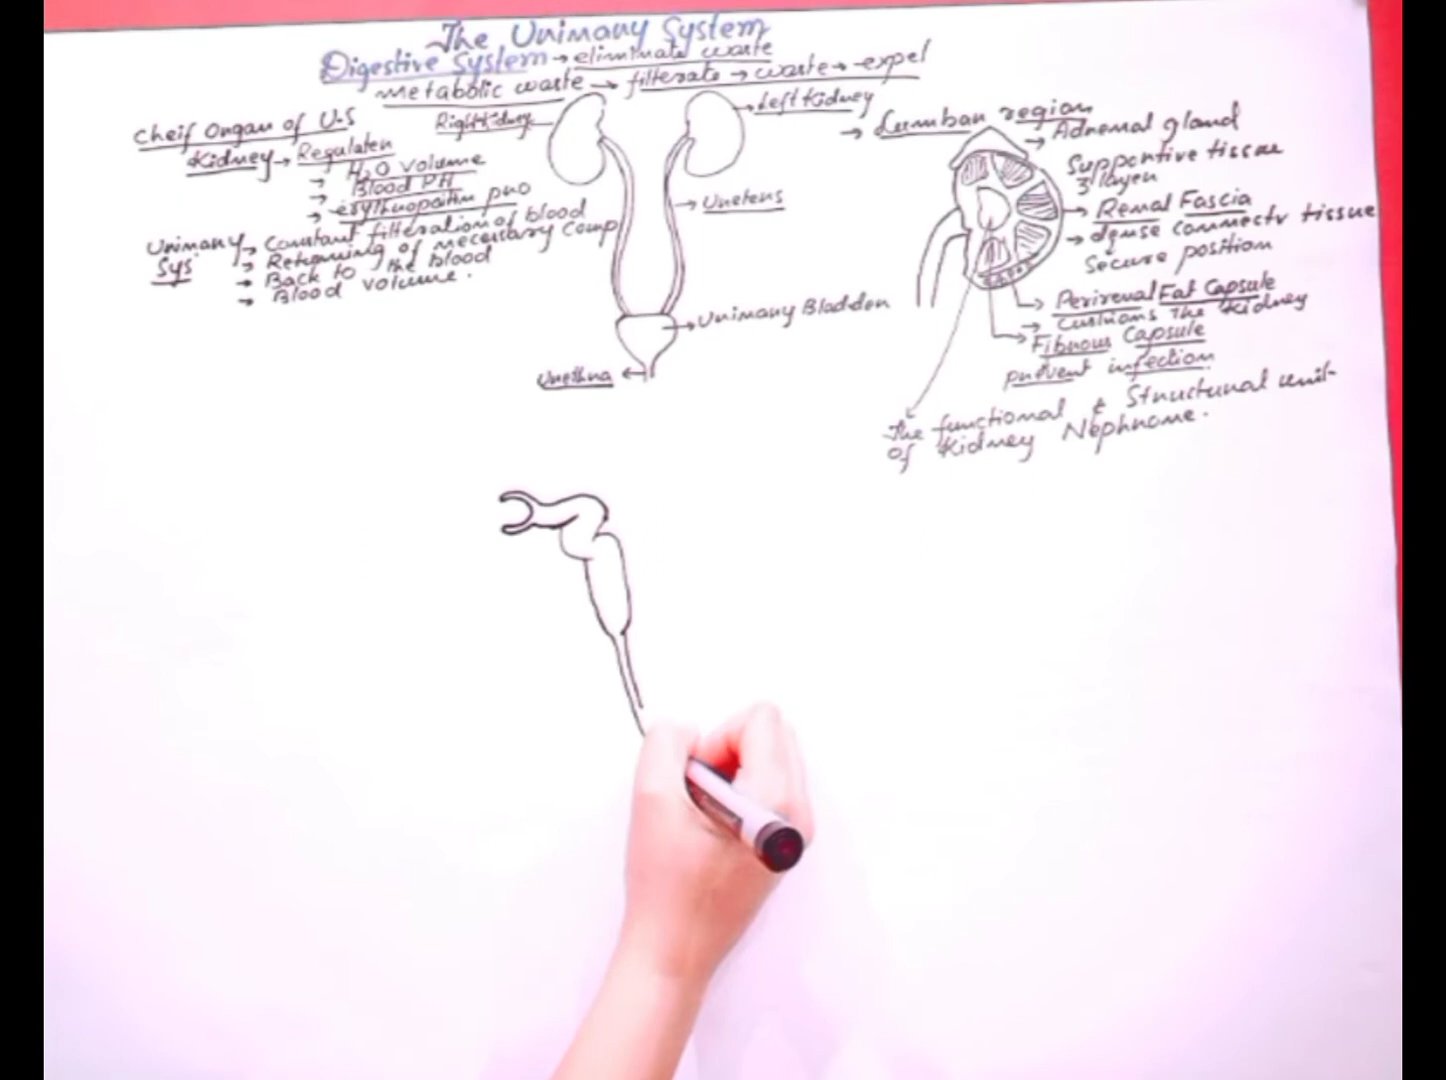 The Urinary System
Digestive System → eliminate waste
metabolic waste → filterate → waste → expel
Cheif Organ of U.S
Kidney → Regulater
→ H2O volume
→ Blood PH
→ erythropoitin pro
Urinary Sys
→ Constant filteration of blood
→ Returning of necessary comp
→ Back to the blood
→ Blood volume.
Right Kidney
Left Kidney
→ Ureters
→ Urinary Bladder
Urethra
→ Lumbar region
→ Adrenal gland
Supportive tissue
3 layer
→ Renal Fascia
→ dense connectv tissue
Secure position
→ Perirenal Fat Capsule
→ Cushions the kidney
→ Fibrous Capsule
prevent infection
The functional & Structural unit
of kidney Nephrone.